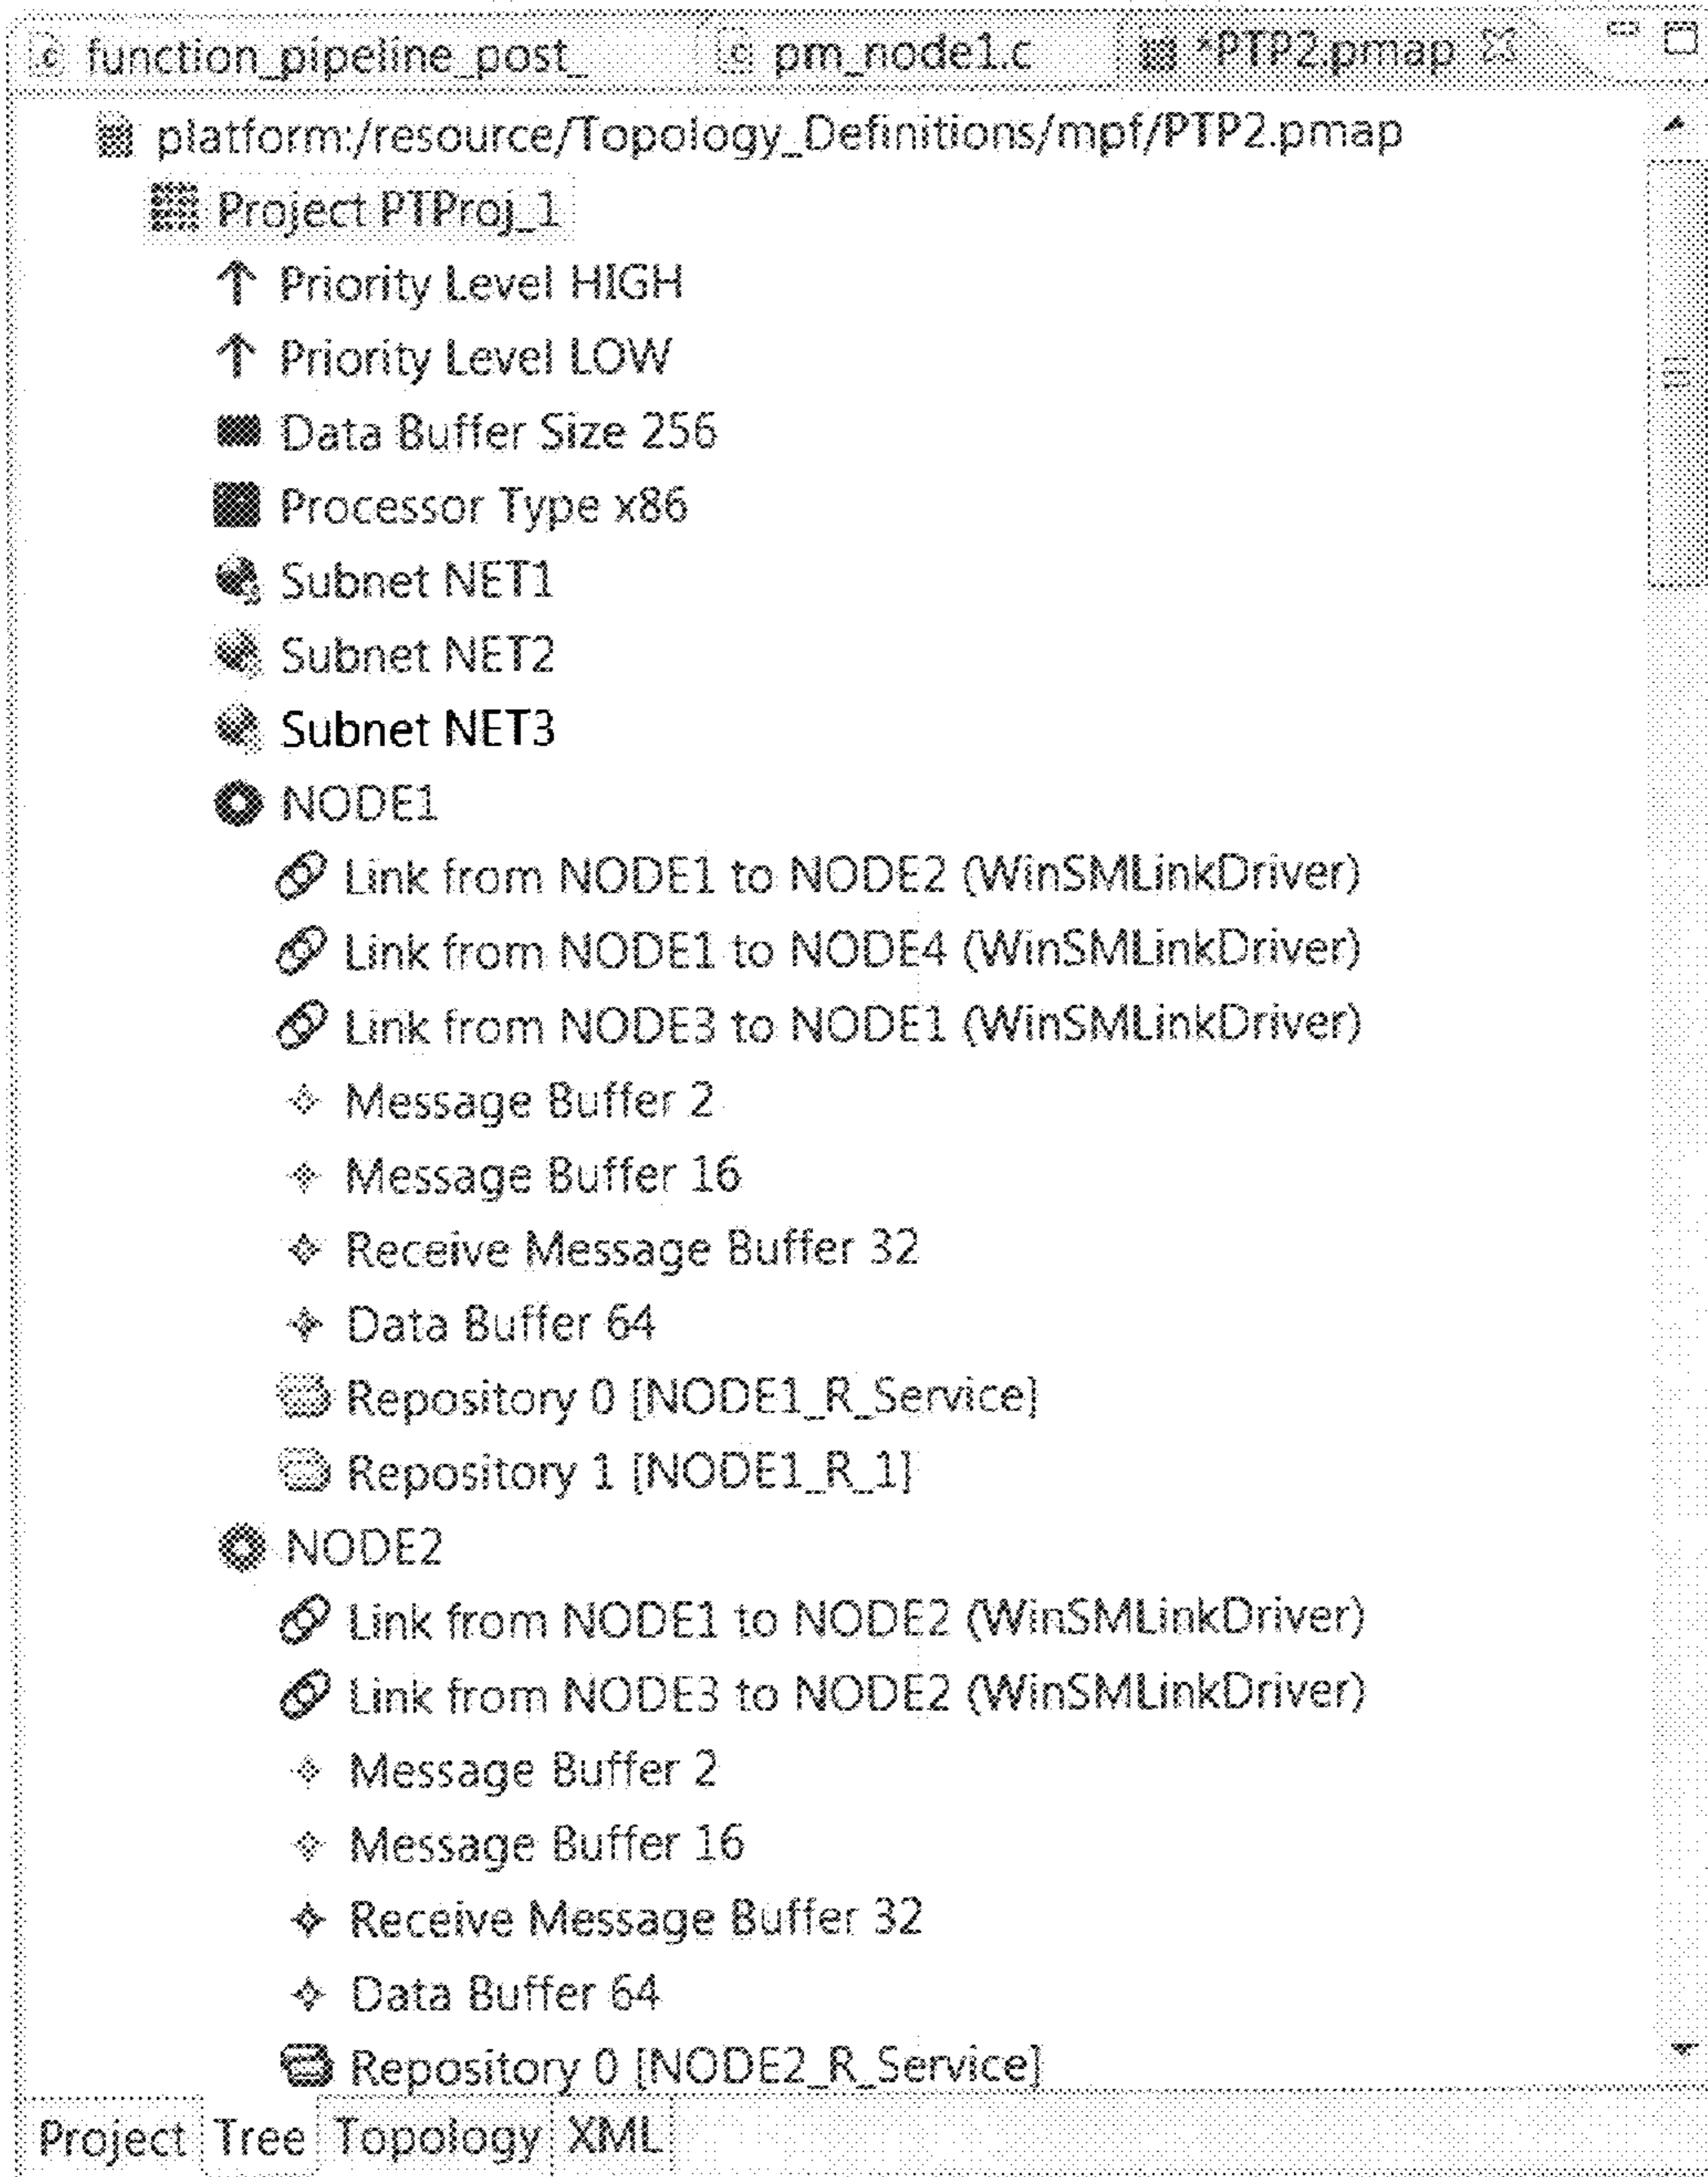 function_pipeline_post_ pm_node1.c *PTP2.pmap
platform:/resource/Topology_Definitions/mpf/PTP2.pmap
Project PTProj_1
Priority Level HIGH
Priority Level LOW
Data Buffer Size 256
Processor Type x86
Subnet NET1
Subnet NET2
Subnet NET3
NODE1
Link from NODE1 to NODE2 (WinSMLinkDriver)
Link from NODE1 to NODE4 (WinSMLinkDriver)
Link from NODE3 to NODE1 (WinSMLinkDriver)
Message Buffer 2
Message Buffer 16
Receive Message Buffer 32
Data Buffer 64
Repository 0 [NODE1_R_Service]
Repository 1 [NODE1_R_1]
NODE2
Link from NODE1 to NODE2 (WinSMLinkDriver)
Link from NODE3 to NODE2 (WinSMLinkDriver)
Message Buffer 2
Message Buffer 16
Receive Message Buffer 32
Data Buffer 64
Repository 0 [NODE2_R_Service]
Project Tree Topology XML